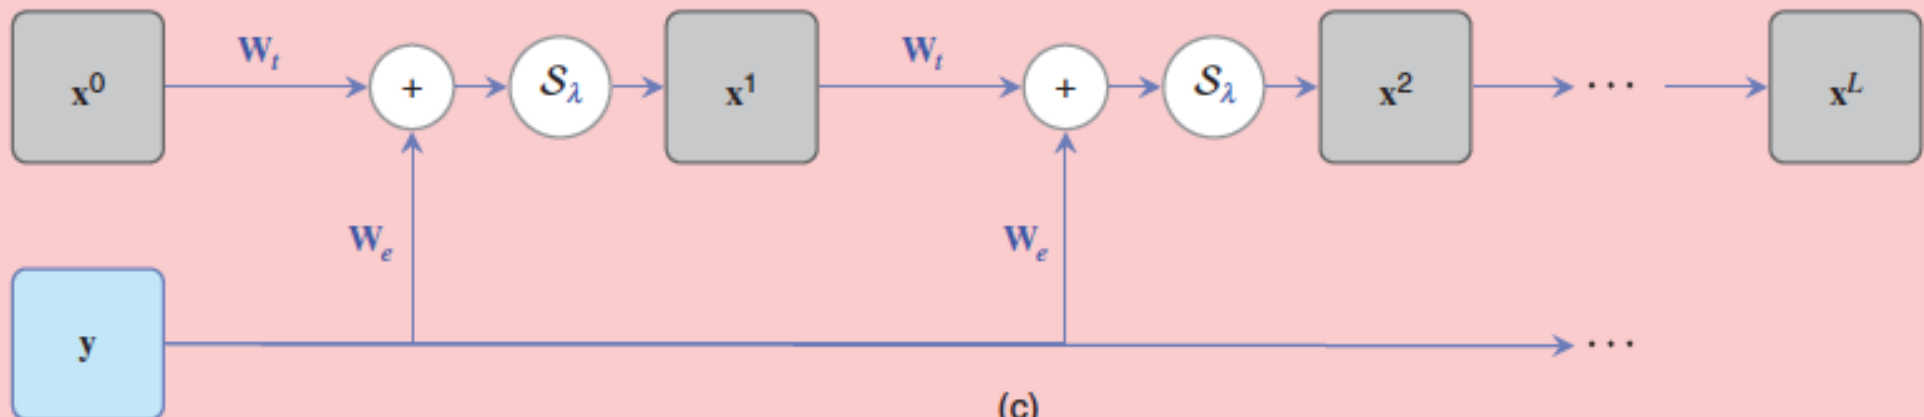 W_t W_t
x^0 + S_λ x^1 + S_λ x^2 ... x^L
W_e W_e
y ...
(c)